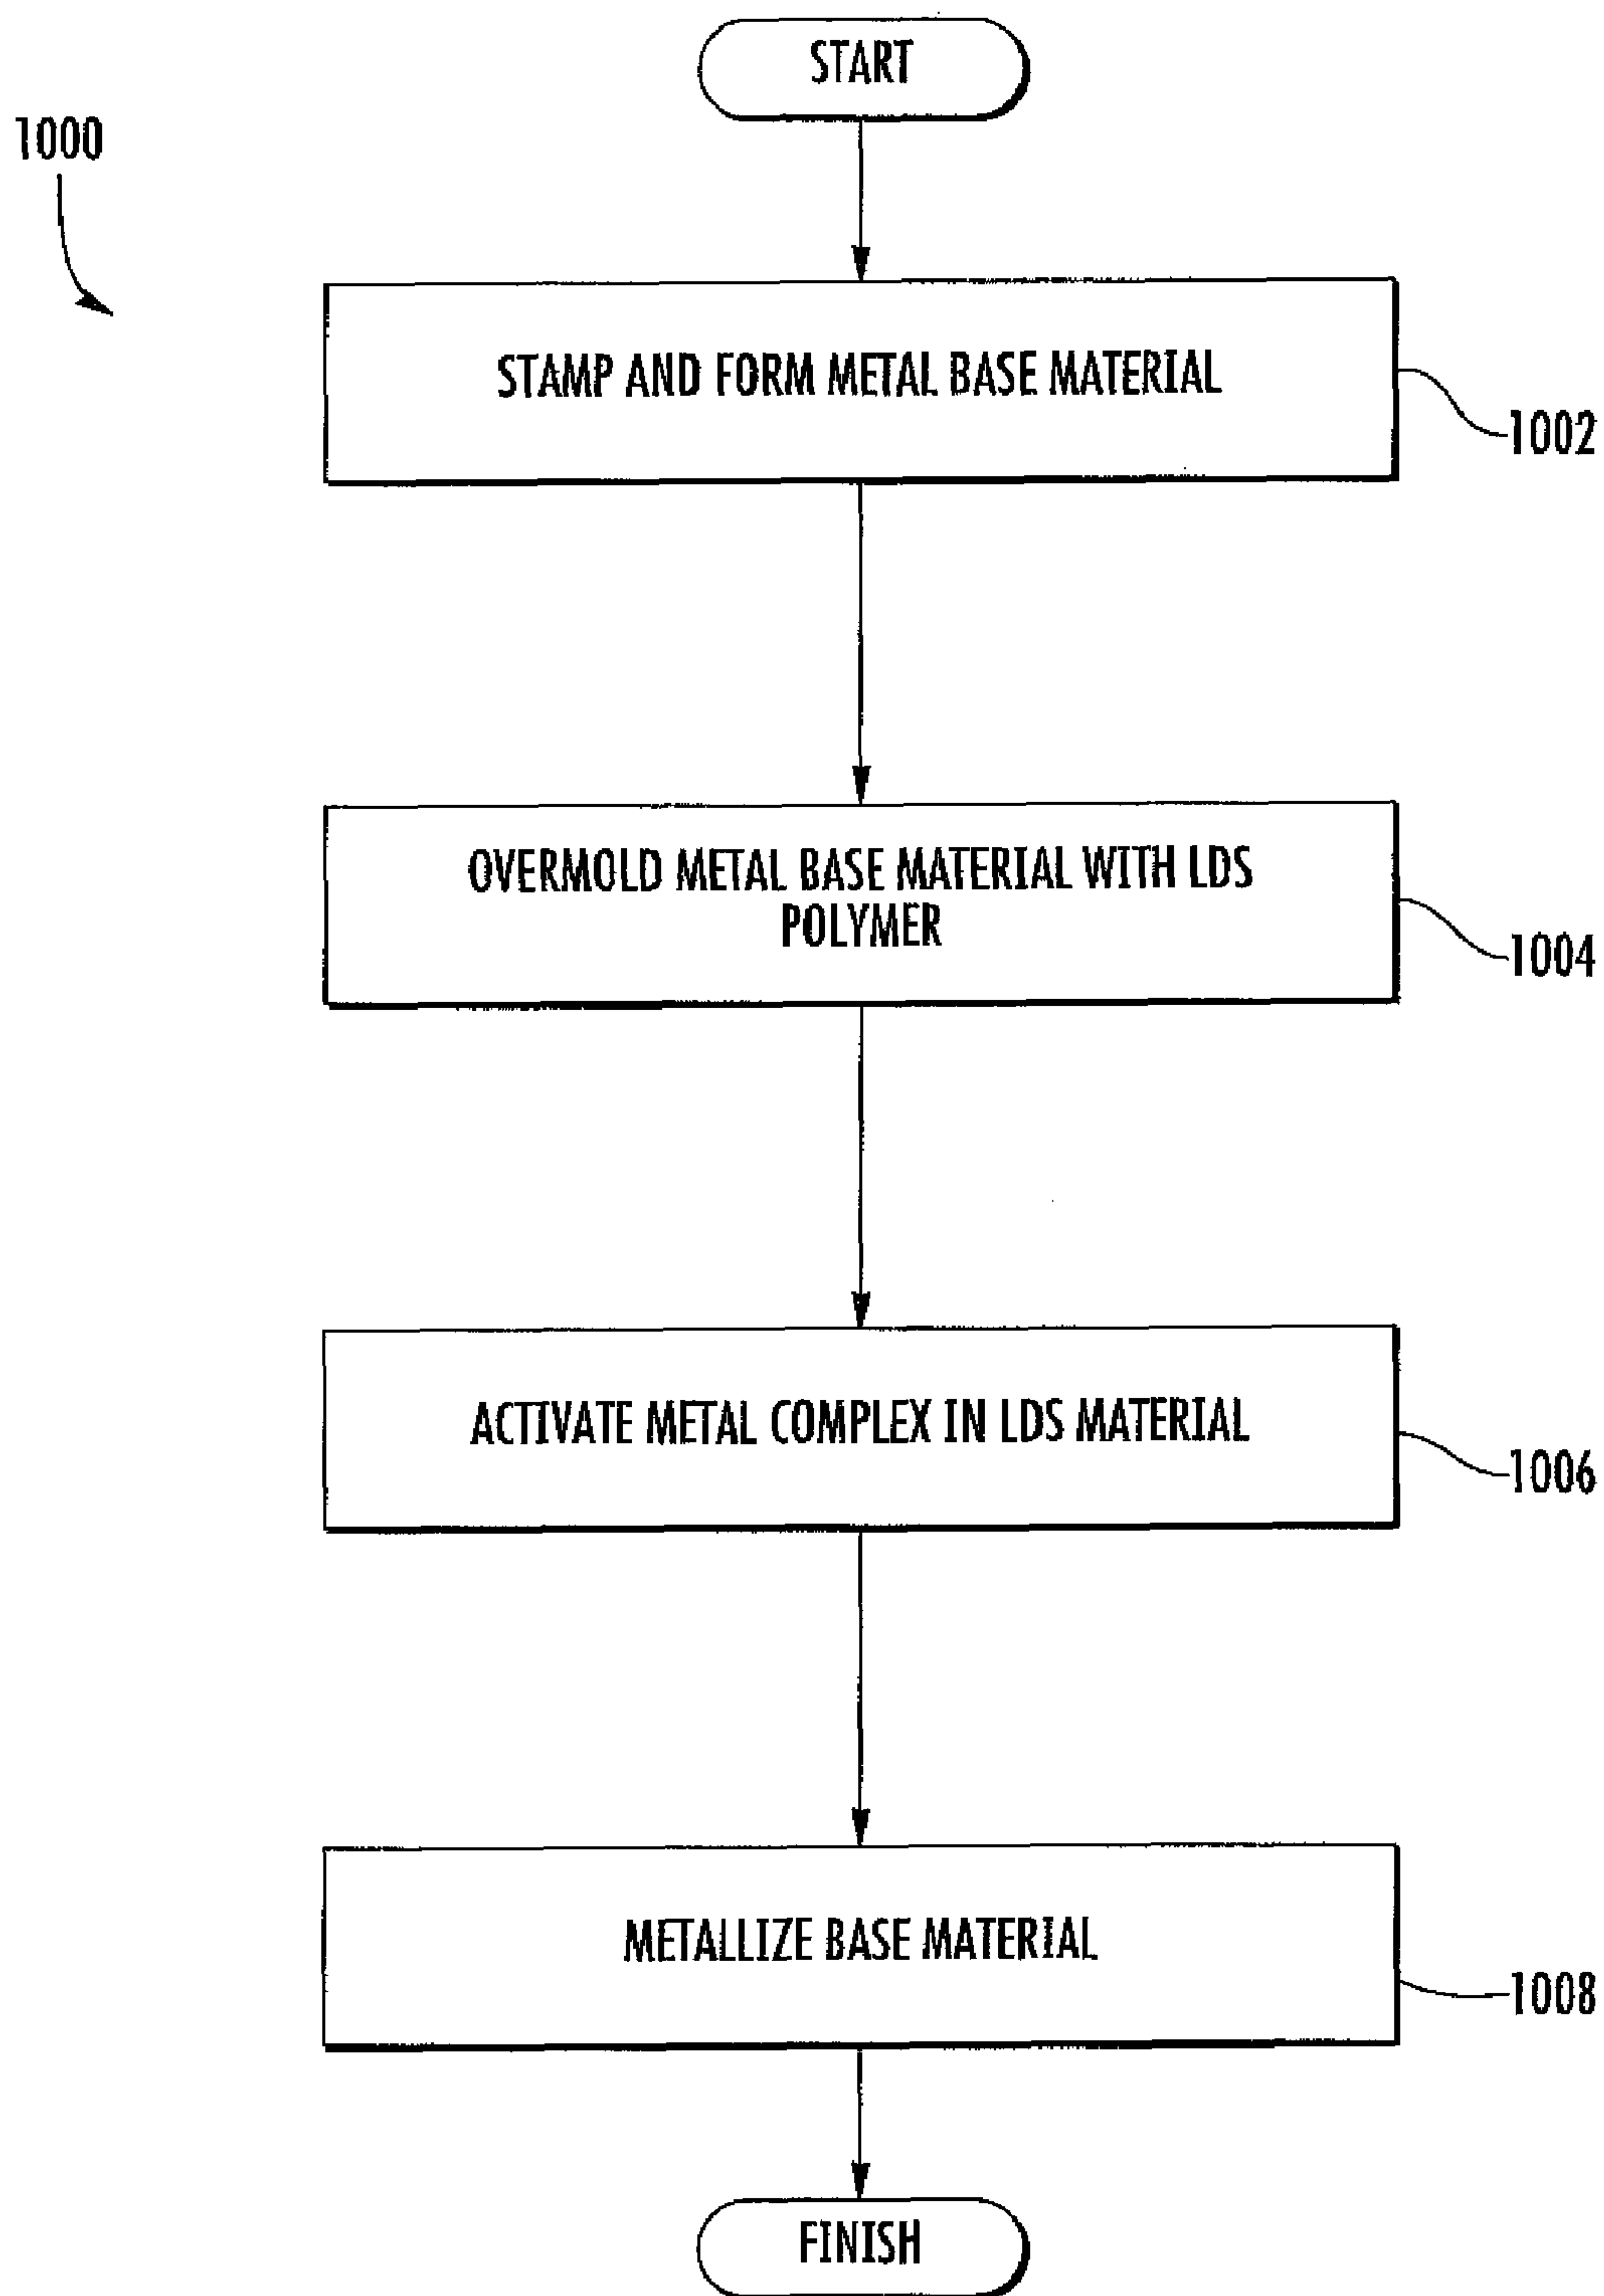 START
1000
STAMP AND FORM METAL BASE MATERIAL
1002
OVERMOLD METAL BASE MATERIAL WITH LDS
POLYMER
1004
ACTIVATE METAL COMPLEX IN LDS MATERIAL
1006
METALLIZE BASE MATERIAL
1008
FINISH